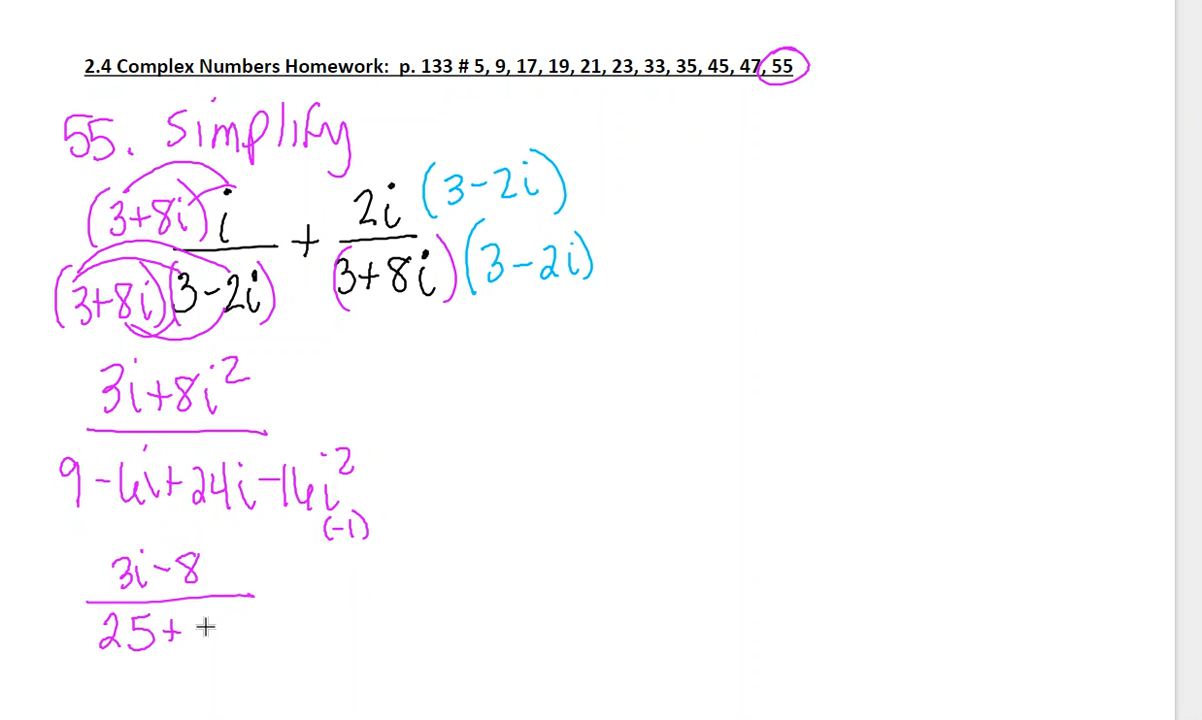 2.4 Complex Numbers Homework: p. 133 # 5, 9, 17, 19, 21, 23, 33, 35, 45, 47, 55
55. Simplify
(3+8i) i + 2i (3-2i)
(3+8i)(3-2i) (3+8i)(3-2i)
3i+8i²
9-6i+24i-16i²
(-1)
3i-8
25+